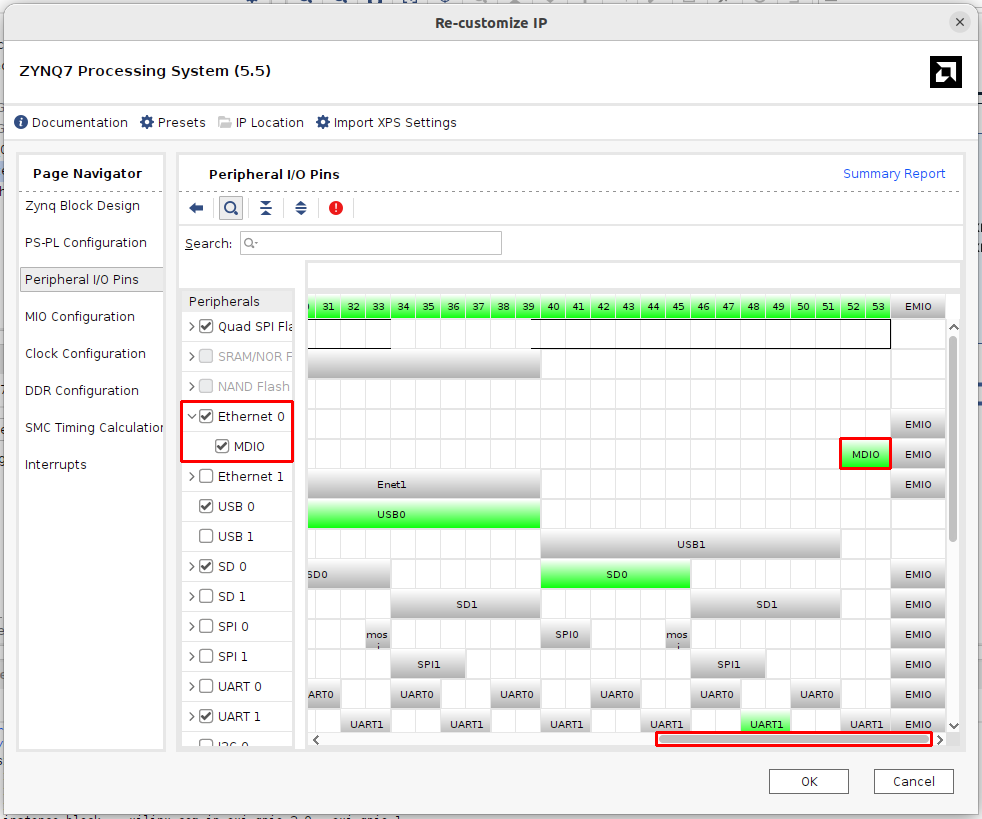 Re-customize IP
ZYNQ7 Processing System (5.5)
Documentation Presets IP Location Import XPS Settings
Page Navigator
Zynq Block Design
PS-PL Configuration
Peripheral I/O Pins
MIO Configuration
Clock Configuration
DDR Configuration
SMC Timing Calculation
Interrupts
Peripheral I/O Pins Summary Report
Search:
Peripherals 31 32 33 34 35 36 37 38 39 40 41 42 43 44 45 46 47 48 49 50 51 52 53 EMIO
Quad SPI Fla
SRAM/NOR F
NAND Flash
Ethernet 0 EMIO
MDIO MDIO EMIO
Ethernet 1 Enet1 EMIO
USB 0 USB0
USB 1 USB1
SD 0 SD0 SD0 EMIO
SD 1 SD1 SD1 EMIO
SPI 0 mos SPI0 mos EMIO
SPI 1 SPI1 SPI1 EMIO
UART 0 UART0 UART0 UART0 UART0 UART0 UART0 EMIO
UART 1 UART1 UART1 UART1 UART1 UART1 UART1 EMIO
OK Cancel